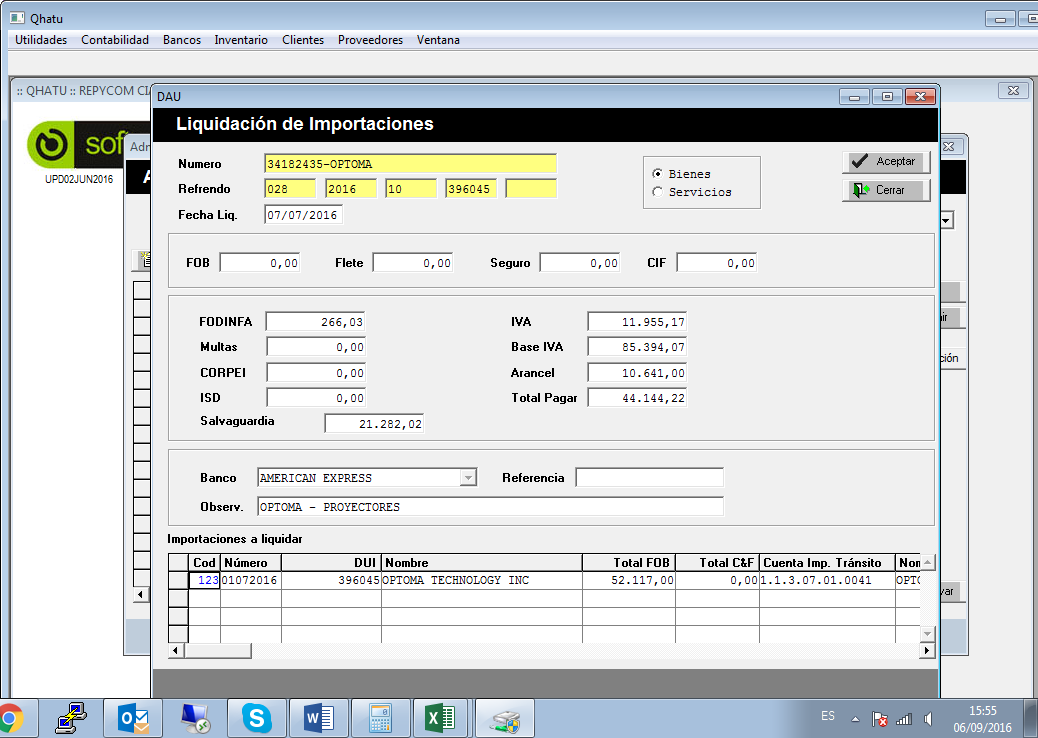 Qhatu
Utilidades Contabilidad Bancos Inventario Clientes Proveedores Ventana
:: QHATU :: REPYCOM CI
DAU
Liquidación de Importaciones
UPD02JUN2016
Numero 34182435-OPTOMA
Bienes
Aceptar
Refrendo 028 2016 10 396045
Servicios
Cerrar
Fecha Liq. 07/07/2016
FOB 0,00 Flete 0,00 Seguro 0,00 CIF 0,00
FODINFA 266,03 IVA 11.955,17
Multas 0,00 Base IVA 85.394,07
CORPEI 0,00 Arancel 10.641,00
ISD 0,00 Total Pagar 44.144,22
Salvaguardia 21.282,02
Banco AMERICAN EXPRESS Referencia
Observ. OPTOMA - PROYECTORES
Importaciones a liquidar
Cod Número DUI Nombre Total FOB Total C&F Cuenta Imp. Tránsito
123 01072016 396045 OPTOMA TECHNOLOGY INC 52.117,00 0,00 1.1.3.07.01.0041
ES 15:55
06/09/2016